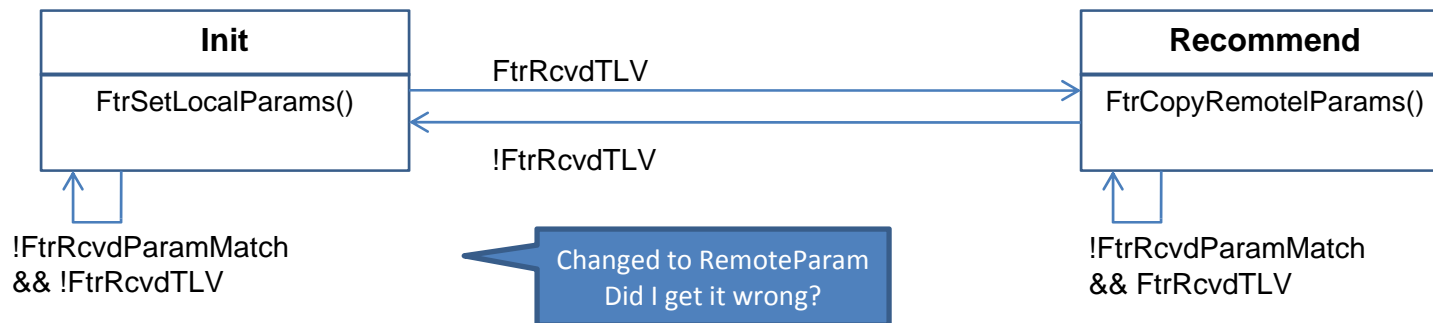 Init
Recommend
FtrRcvdTLV
FtrSetLocalParams()
FtrCopyRemotelParams()
!FtrRcvdTLV
!FtrRcvdParamMatch
&& !FtrRcvdTLV
Changed to RemoteParam
Did I get it wrong?
!FtrRcvdParamMatch
&& FtrRcvdTLV